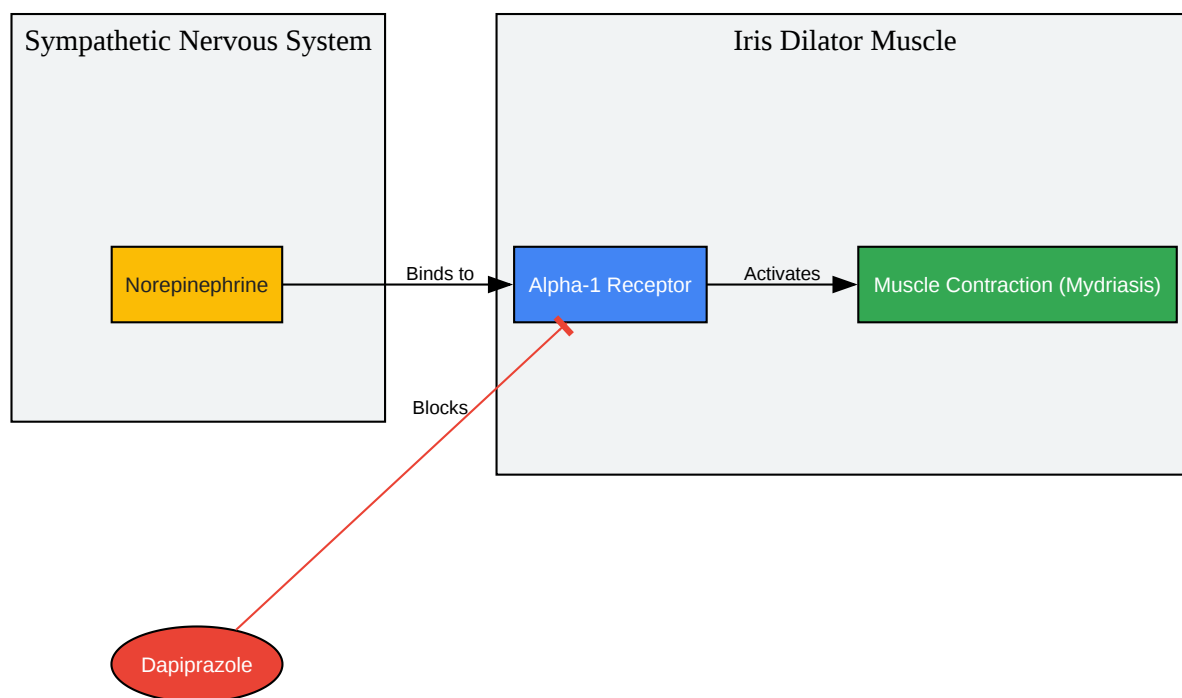 Sympathetic Nervous System
Iris Dilator Muscle
Norepinephrine
Binds to
Alpha-1 Receptor
Activates
Muscle Contraction (Mydriasis)
Blocks
Dapiprazole